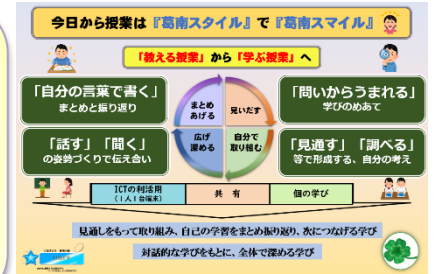 今日から授業は『葛南スタイル』で『葛南スマイル』
「教える授業」から「学ぶ授業」へ
「自分の言葉で書く」
まとめと振り返り
まとめ
あげる
見いだす
「問いからうまれる」
学びのめあて
「話す」「聞く」
の姿勢づくりで伝え合い
広げ
深める
自分で
取り組む
「見通す」「調べる」
等で形成する、自分の考え
ICTの利活用
(1人1台端末)
共 有
個の学び
見通しをもって取り組み、自己の学習をまとめ振り返り、次につなげる学び
対話的な学びをもとに、全体で深める学び